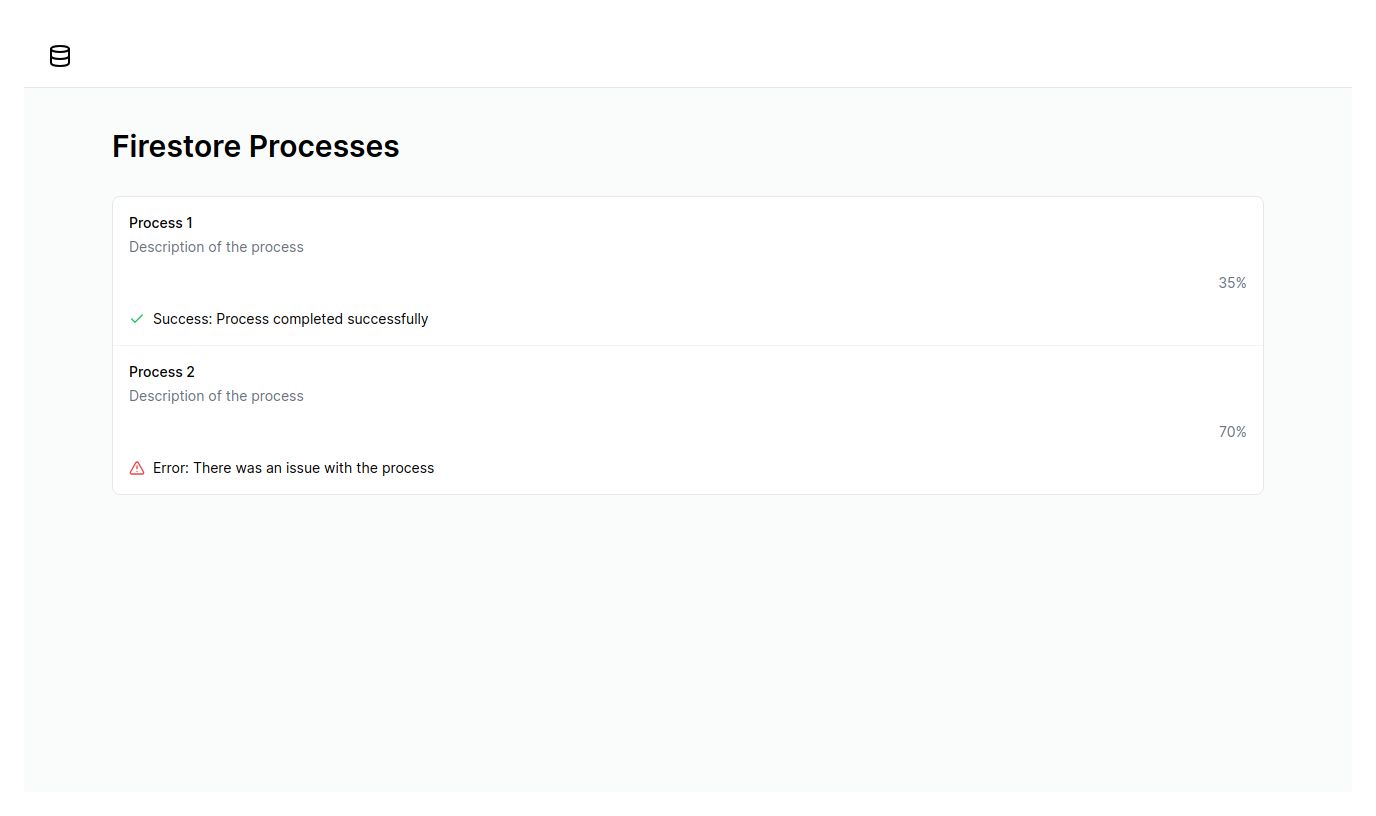 Firestore Processes
Process 1
Description of the process
35%
Success: Process completed successfully
Process 2
Description of the process
70%
Error: There was an issue with the process